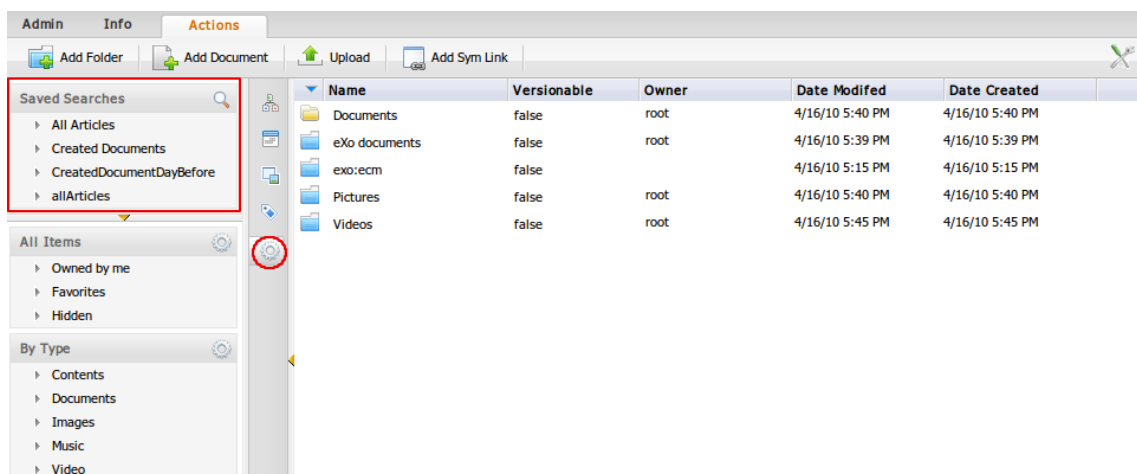 Admin Info Actions
Add Folder Add Document Upload Add Sym Link
Saved Searches
All Articles
Created Documents
CreatedDocumentDayBefore
allArticles
All Items
Owned by me
Favorites
Hidden
By Type
Contents
Documents
Images
Music
Video
Name Versionable Owner Date Modifed Date Created
Documents false root 4/16/10 5:40 PM 4/16/10 5:40 PM
eXo documents false root 4/16/10 5:39 PM 4/16/10 5:39 PM
exo:ecm false 4/16/10 5:15 PM 4/16/10 5:15 PM
Pictures false root 4/16/10 5:40 PM 4/16/10 5:40 PM
Videos false root 4/16/10 5:45 PM 4/16/10 5:45 PM